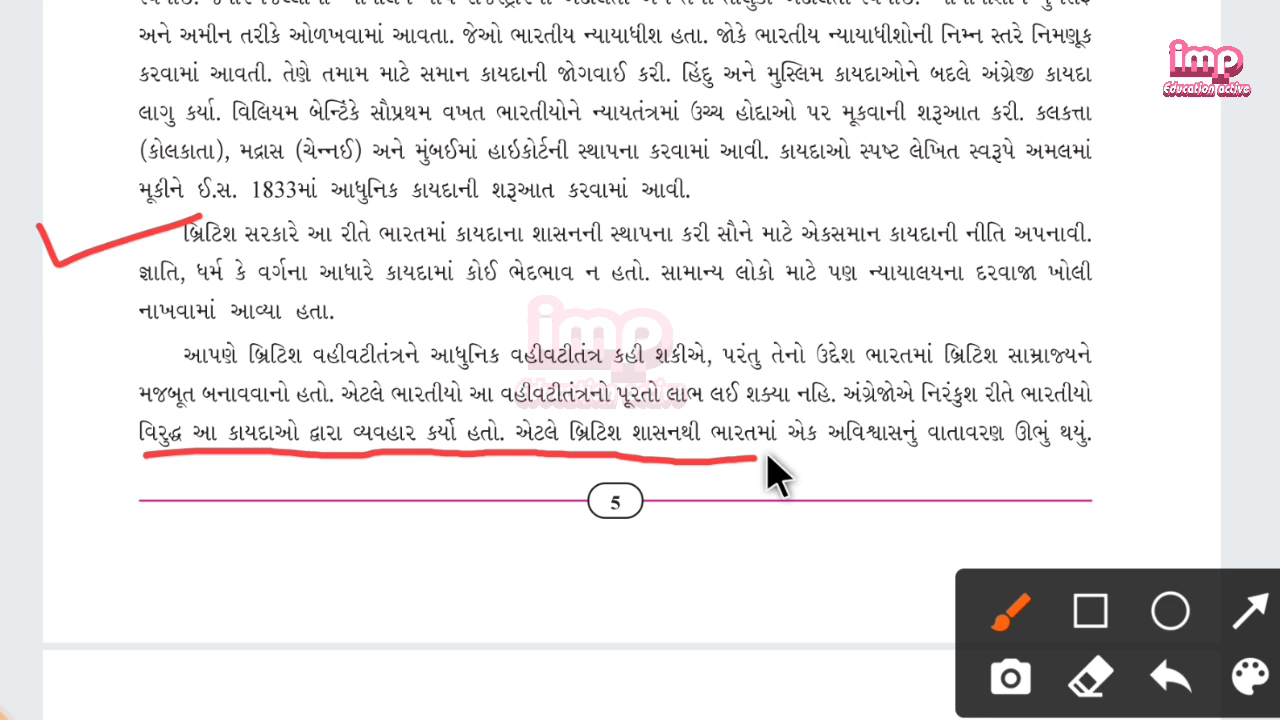 અને અમીન તરીકે ઓળખવામાં આવતા. જેઓ ભારતીય ન્યાયાધીશ હતા. જોકે ભારતીય ન્યાયાધીશોની નિમ્ન સ્તરે નિમણૂક
કરવામાં આવતી. તેણે તમામ માટે સમાન કાયદાની જોગવાઈ કરી. હિંદુ અને મુસ્લિમ કાયદાઓને બદલે અંગ્રેજી કાયદા
લાગુ કર્યા. વિલિયમ બેન્ટિંકે સૌપ્રથમ વખત ભારતીયોને ન્યાયતંત્રમાં ઉચ્ચ હોદ્દાઓ પર મૂકવાની શરૂઆત કરી. કલકત્તા
(કોલકાતા), મદ્રાસ (ચેન્નઈ) અને મુંબઈમાં હાઇકોર્ટની સ્થાપના કરવામાં આવી. કાયદાઓ સ્પષ્ટ લેખિત સ્વરૂપે અમલમાં
મૂકીને ઈ.સ. 1833માં આધુનિક કાયદાની શરૂઆત કરવામાં આવી.
બ્રિટિશ સરકારે આ રીતે ભારતમાં કાયદાના શાસનની સ્થાપના કરી સૌને માટે એકસમાન કાયદાની નીતિ અપનાવી.
જ્ઞાતિ, ધર્મ કે વર્ગના આધારે કાયદામાં કોઈ ભેદભાવ ન હતો. સામાન્ય લોકો માટે પણ ન્યાયાલયના દરવાજા ખોલી
નાખવામાં આવ્યા હતા.
આપણે બ્રિટિશ વહીવટીતંત્રને આધુનિક વહીવટીતંત્ર કહી શકીએ, પરંતુ તેનો ઉદ્દેશ ભારતમાં બ્રિટિશ સામ્રાજ્યને
મજબૂત બનાવવાનો હતો. એટલે ભારતીયો આ વહીવટીતંત્રનો પૂરતો લાભ લઈ શક્યા નહિ. અંગ્રેજોએ નિરંકુશ રીતે ભારતીયો
વિરુદ્ધ આ કાયદાઓ દ્વારા વ્યવહાર કર્યો હતો. એટલે બ્રિટિશ શાસનથી ભારતમાં એક અવિશ્વાસનું વાતાવરણ ઊભું થયું.
5
imp
Education active
imp
Education active